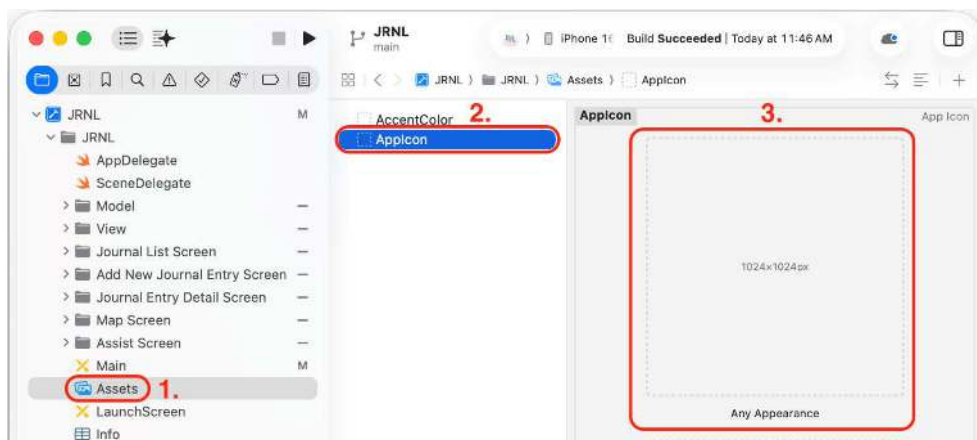 JRNL
main
iPhone 1
Build Succeeded | Today at 11:46 AM
JRNL
JRNL
Assets
AppIcon
JRNL
M
JRNL
AppDelegate
SceneDelegate
Model
View
Journal List Screen
Add New Journal Entry Screen
Journal Entry Detail Screen
Map Screen
Assist Screen
Main
M
Assets
1.
LaunchScreen
Info
AccentColor
2.
AppIcon
AppIcon
3.
App Icon
1024×1024px
Any Appearance